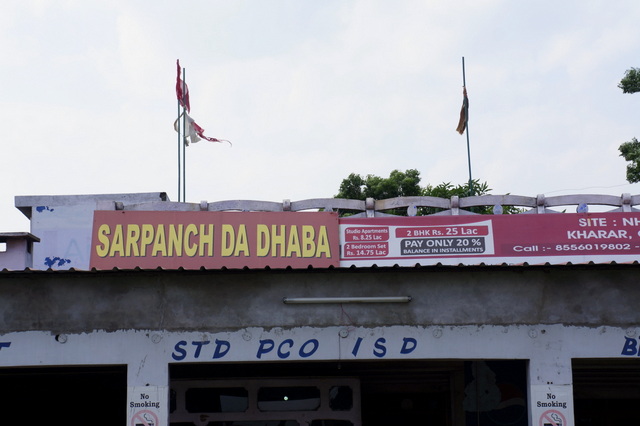 SARPANCH DA DHABA
Studio Apartments
Rs. 8.25 Lac
2 Bedroom Set
Rs. 14.75 Lac
2 BHK Rs. 25 Lac
PAY ONLY 20 %
BALANCE IN INSTALLMENTS
SITE : NH
KHARAR,
Call :- 8556019802 -
STD PCO ISD
No
Smoking
No
Smoking